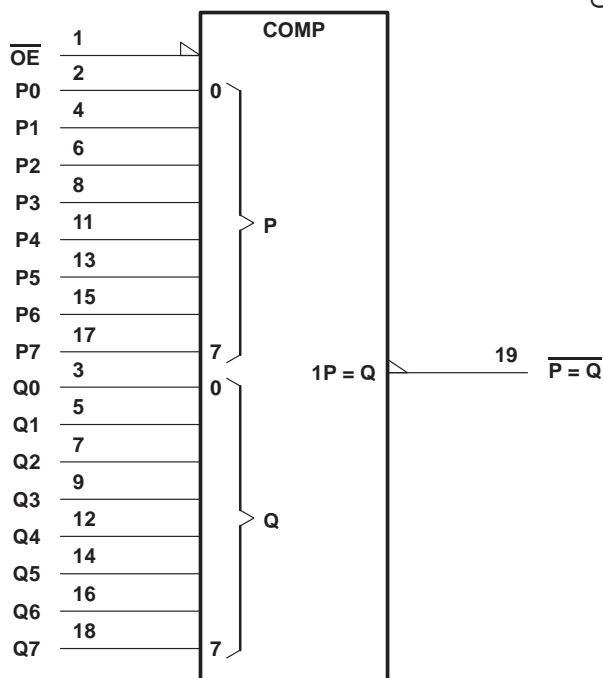 COMP
OE 1
P0 2 0
P1 4
P2 6
P3 8
P4 11 P
P5 13
P6 15
P7 17 7
1P = Q 19 P = Q
Q0 3 0
Q1 5
Q2 7
Q3 9
Q4 12 Q
Q5 14
Q6 16
Q7 18 7